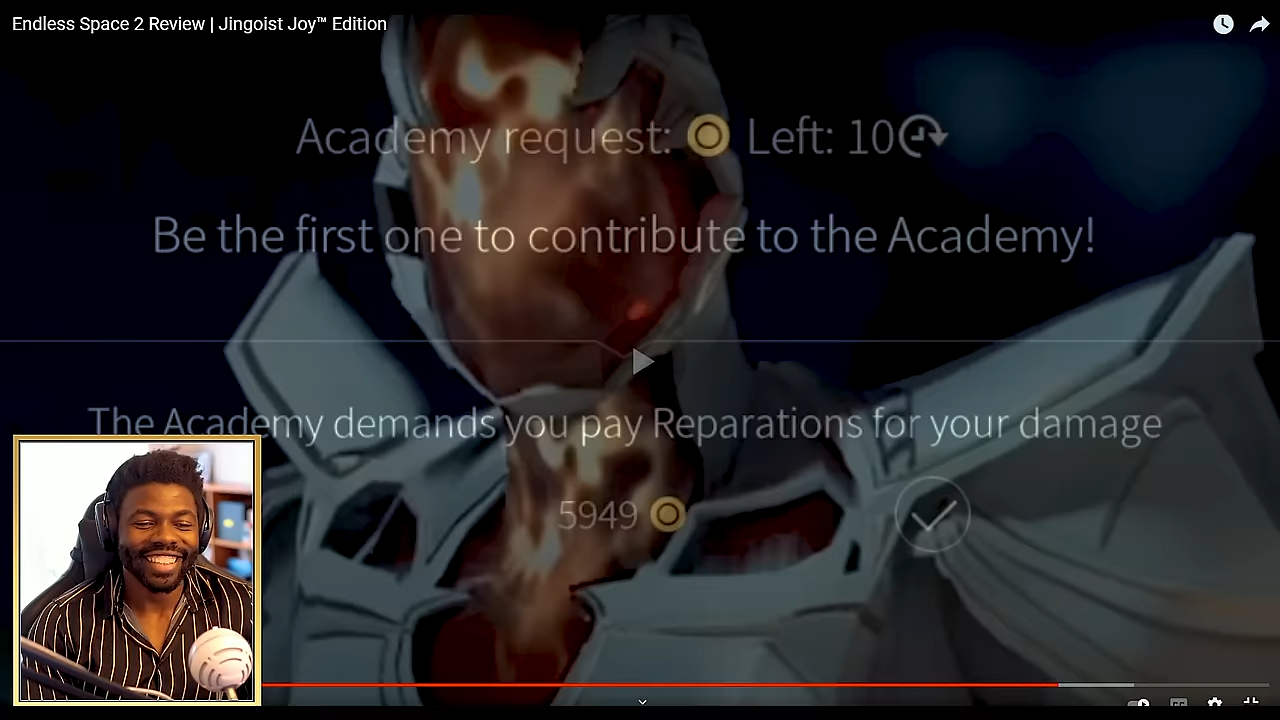 Endless Space 2 Review | Jingoist Joy™ Edition
Academy request: Left: 10
Be the first one to contribute to the Academy!
The Academy demands you pay Reparations for your damage
5949